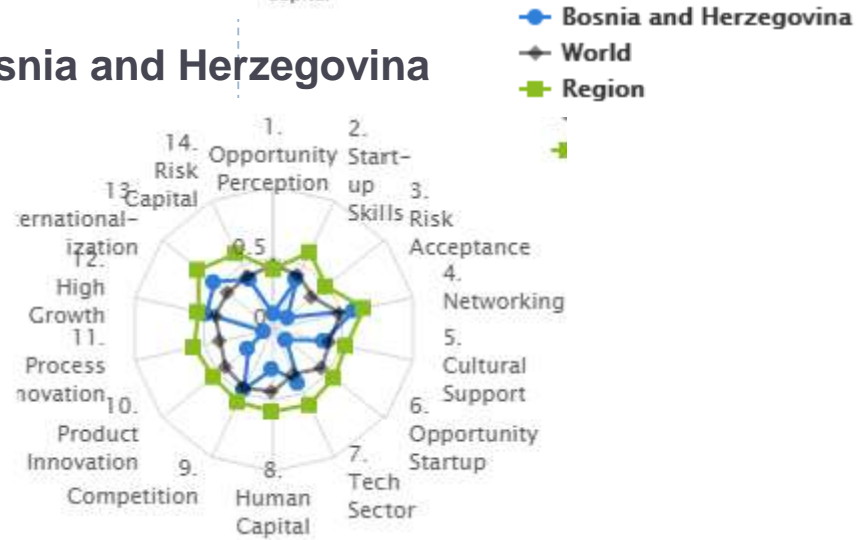 Bosnia and Herzegovina
World
Region
snia and Herzegovina
1.
Opportunity
Perception
2.
Start-
up
Skills
3.
Risk
Acceptance
4.
Networking
5.
Cultural
Support
6.
Opportunity
Startup
7.
Tech
Sector
8.
Human
Capital
9.
Competition
10.
Product
Innovation
11.
Process
novation
12.
High
Growth
13.
ernational-
ization
14.
Risk
Capital
0.5
0